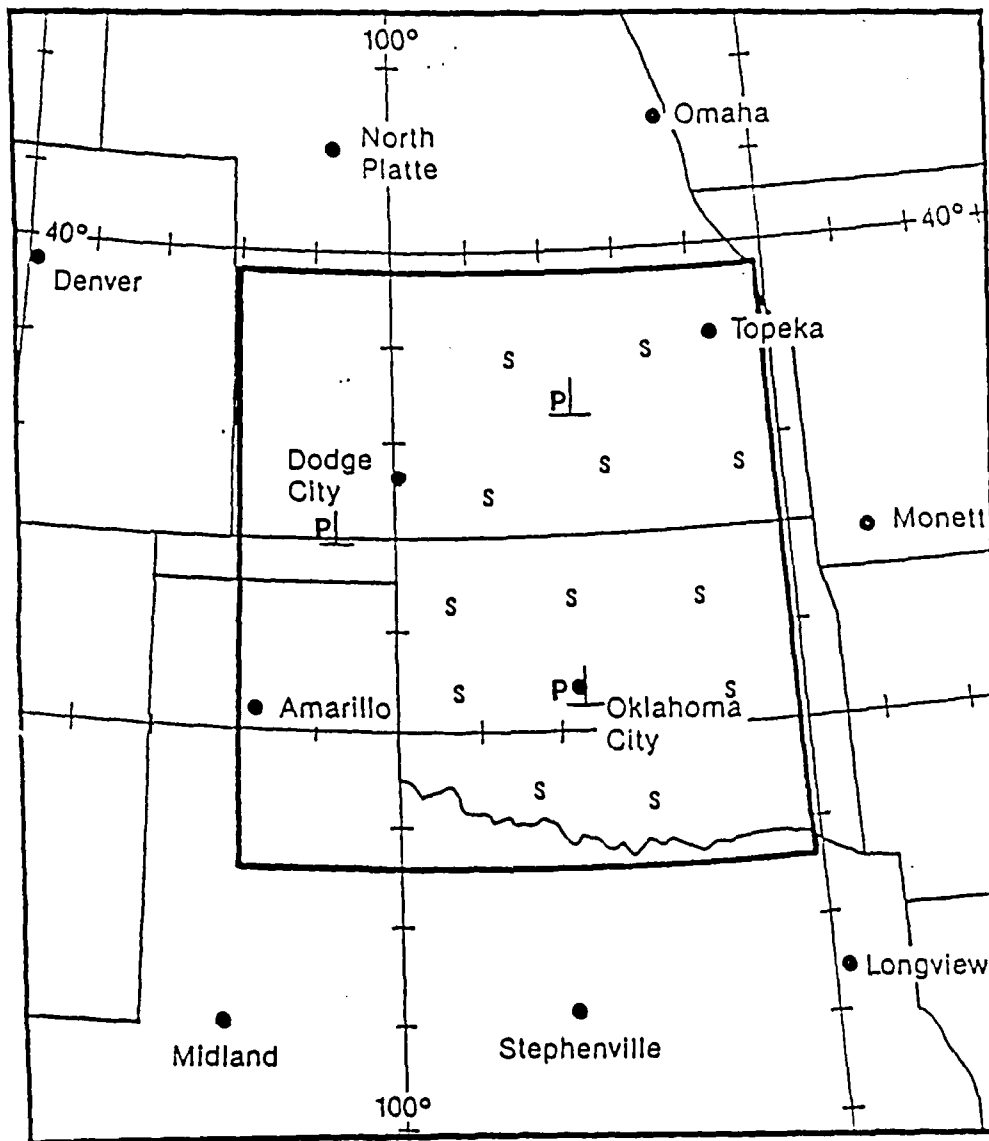 100°
Omaha
North
Platte
40°
40°
Denver
Topeka
S
S
P
Dodge
City
S
S
S
P
Monett
S
S
S
S
P
S
Amarillo
Oklahoma
City
S
S
Longview
Midland
Stephenville
100°